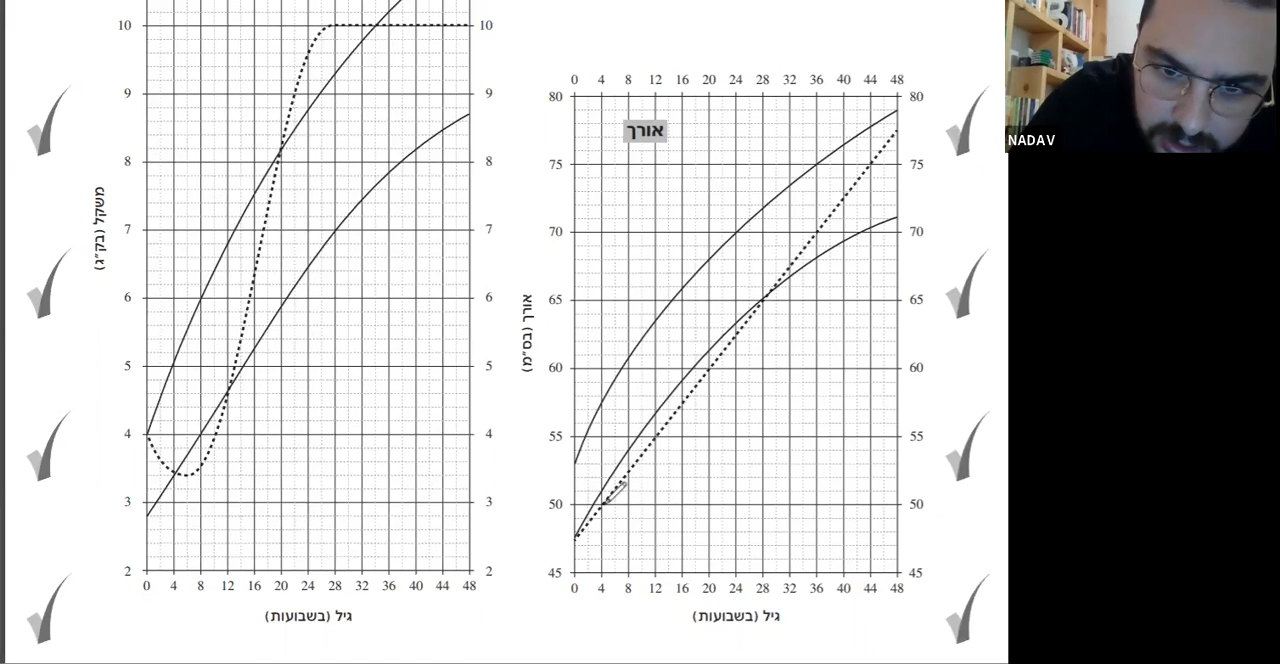 10 10
9 9
8 8
7 7
6 6
5 5
4 4
3 3
2 2
0 4 8 12 16 20 24 28 32 36 40 44 48
גיל (בשבועות)
משקל (בק״ג)
0 4 8 12 16 20 24 28 32 36 40 44 48
80 80
אורך
75 75
70 70
65 65
60 60
55 55
50 50
45 45
0 4 8 12 16 20 24 28 32 36 40 44 48
גיל (בשבועות)
אורך (בס״מ)
NADAV